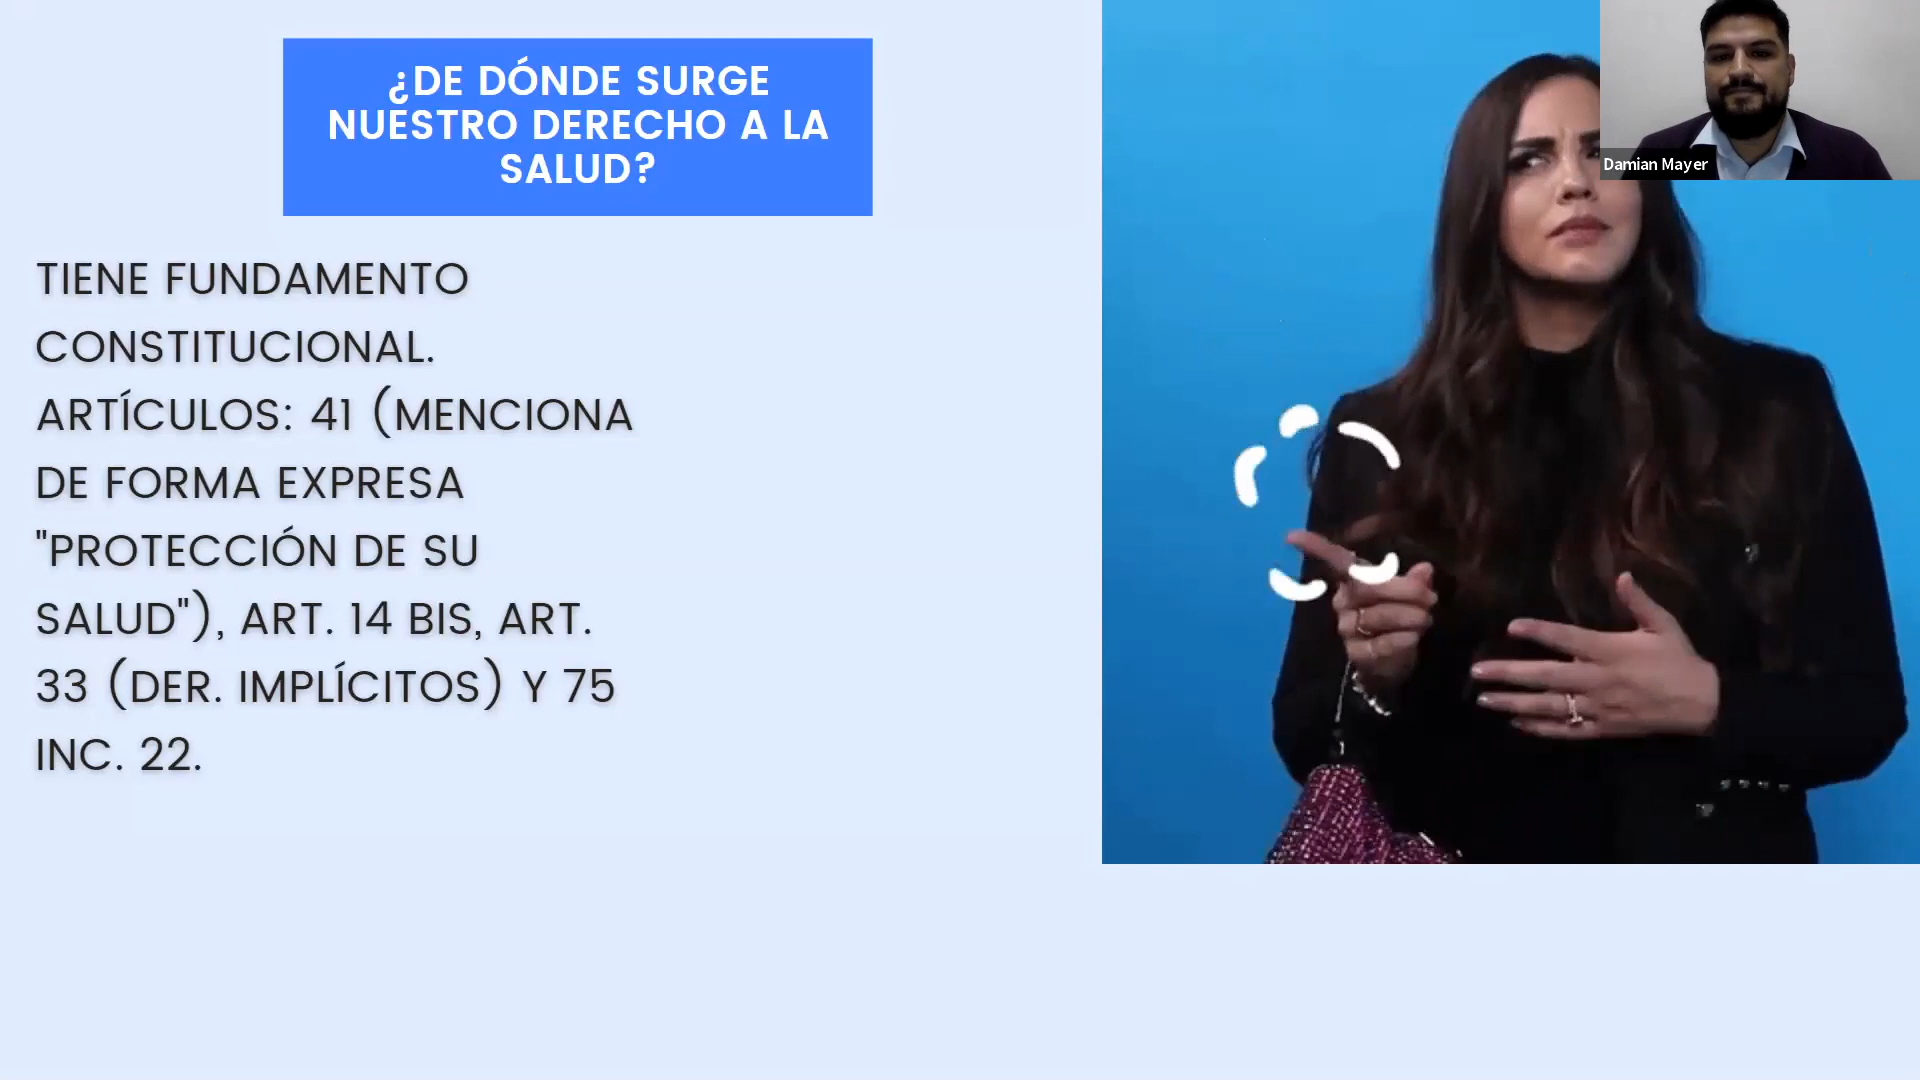 ¿DE DÓNDE SURGE
NUESTRO DERECHO A LA
SALUD?
TIENE FUNDAMENTO
CONSTITUCIONAL.
ARTÍCULOS: 41 (MENCIONA
DE FORMA EXPRESA
"PROTECCIÓN DE SU
SALUD"), ART. 14 BIS, ART.
33 (DER. IMPLÍCITOS) Y 75
INC. 22.
Damian Mayer